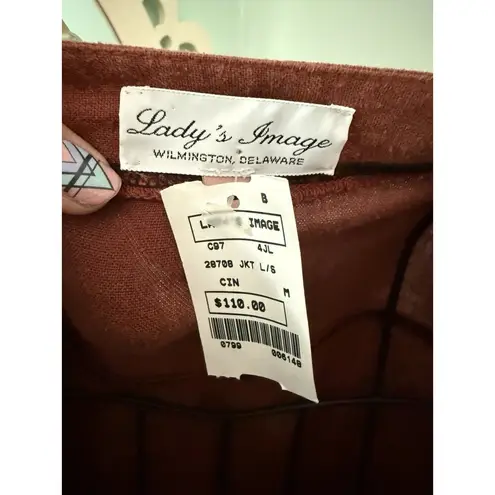 Lady's Image
WILMINGTON, DELAWARE
B
IMAGE
C97 4JL
28708 JKT L/S
CIN M
$110.00
0799 006148